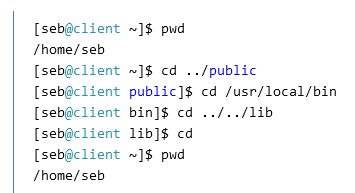 [seb@client ~]$ pwd
/home/seb
[seb@client ~]$ cd ../public
[seb@client public]$ cd /usr/local/bin
[seb@client bin]$ cd ../../lib
[seb@client lib]$ cd
[seb@client ~]$ pwd
/home/seb